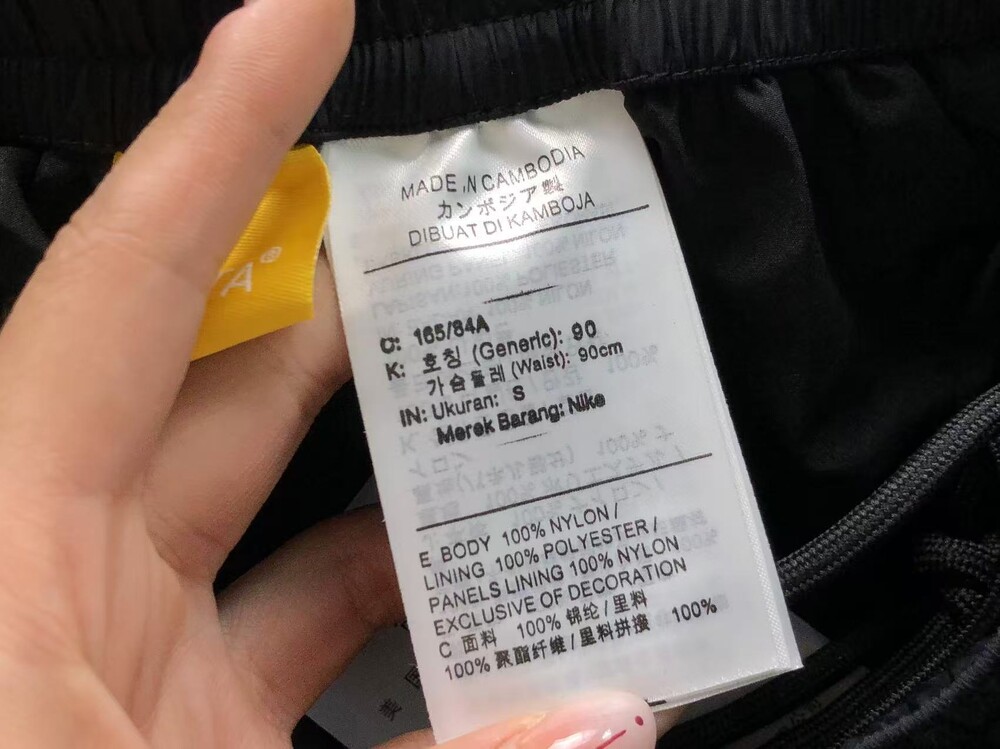 MADE IN CAMBODIA
カンボジア製
DIBUAT DI KAMBOJA
C: 165/84A
K: 호칭 (Generic): 90
가슴둘레 (Waist): 90cm
IN: Ukuran: S
Merek Barang: Nike
E BODY 100% NYLON /
LINING 100% POLYESTER /
PANELS LINING 100% NYLON
EXCLUSIVE OF DECORATION
C 面料 100% 锦纶 / 里料
100% 聚酯纤维 / 里料拼接 100%
TA®